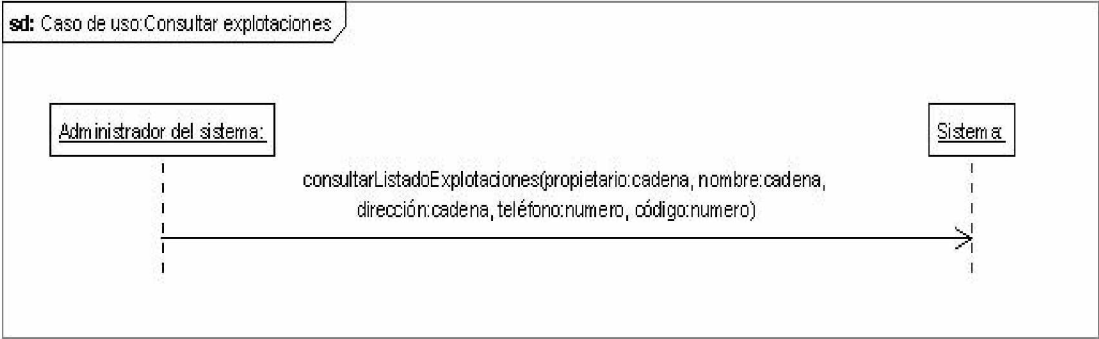 sd: Caso de uso:Consultar explotaciones
Administrador del sistema:
Sistema:
consultarListadoExplotaciones(propietario:cadena, nombre:cadena,
dirección:cadena, teléfono:numero, código:numero)